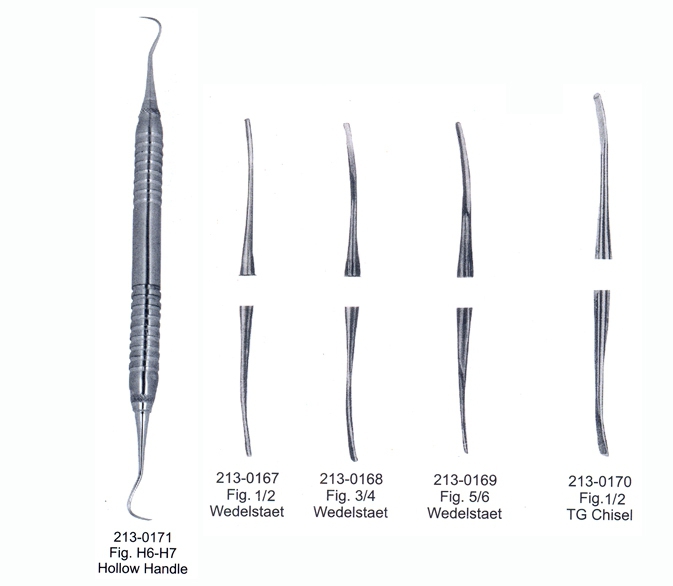 213-0167
Fig. 1/2
Wedelstaet
213-0168
Fig. 3/4
Wedelstaet
213-0169
Fig. 5/6
Wedelstaet
213-0170
Fig.1/2
TG Chisel
213-0171
Fig. H6-H7
Hollow Handle